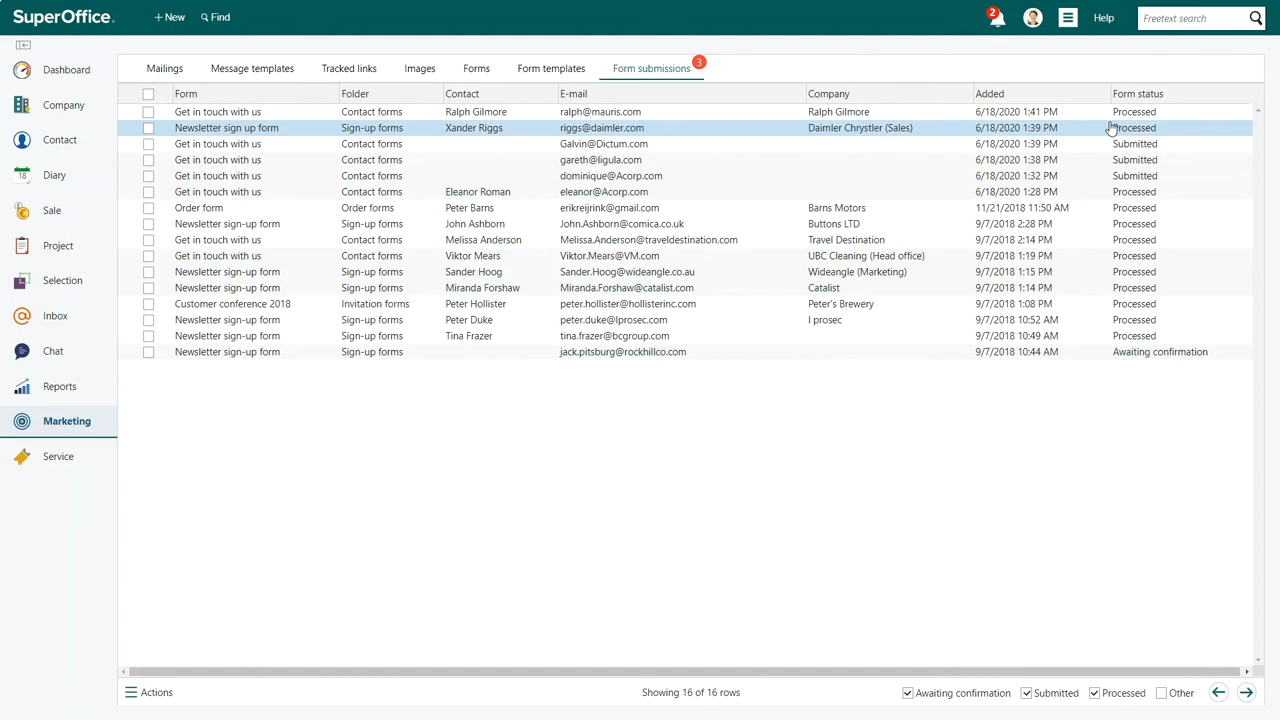 SuperOffice. + New Find 2 Help Freetext search
Dashboard
Company
Contact
18 Diary
Sale
Project
Selection
Inbox
Chat
Reports
Marketing
Service
Mailings Message templates Tracked links Images Forms Form templates Form submissions 3
Form Folder Contact E-mail Company Added Form status
Get in touch with us Contact forms Ralph Gilmore ralph@mauris.com Ralph Gilmore 6/18/2020 1:41 PM Processed
Newsletter sign up form Sign-up forms Xander Riggs riggs@daimler.com Daimler Chrystler (Sales) 6/18/2020 1:39 PM Processed
Get in touch with us Contact forms Galvin@Dictum.com 6/18/2020 1:39 PM Submitted
Get in touch with us Contact forms gareth@ligula.com 6/18/2020 1:38 PM Submitted
Get in touch with us Contact forms dominique@Acorp.com 6/18/2020 1:32 PM Submitted
Get in touch with us Contact forms Eleanor Roman eleanor@Acorp.com 6/18/2020 1:28 PM Processed
Order form Order forms Peter Barns erikreijrink@gmail.com Barns Motors 11/21/2018 11:50 AM Processed
Newsletter sign-up form Sign-up forms John Ashborn John.Ashborn@comica.co.uk Buttons LTD 9/7/2018 2:28 PM Processed
Get in touch with us Contact forms Melissa Anderson Melissa.Anderson@traveldestination.com Travel Destination 9/7/2018 2:14 PM Processed
Get in touch with us Contact forms Viktor Mears Viktor.Mears@VM.com UBC Cleaning (Head office) 9/7/2018 1:19 PM Processed
Newsletter sign-up form Sign-up forms Sander Hoog Sander.Hoog@wideangle.co.au Wideangle (Marketing) 9/7/2018 1:15 PM Processed
Newsletter sign-up form Sign-up forms Miranda Forshaw Miranda.Forshaw@catalist.com Catalist 9/7/2018 1:14 PM Processed
Customer conference 2018 Invitation forms Peter Hollister peter.hollister@hollisterinc.com Peter's Brewery 9/7/2018 1:08 PM Processed
Newsletter sign-up form Sign-up forms Peter Duke peter.duke@Iprosec.com I prosec 9/7/2018 10:52 AM Processed
Newsletter sign-up form Sign-up forms Tina Frazer tina.frazer@bcgroup.com 9/7/2018 10:49 AM Processed
Newsletter sign-up form Sign-up forms jack.pitsburg@rockhillco.com 9/7/2018 10:44 AM Awaiting confirmation
Actions Showing 16 of 16 rows Awaiting confirmation Submitted Processed Other